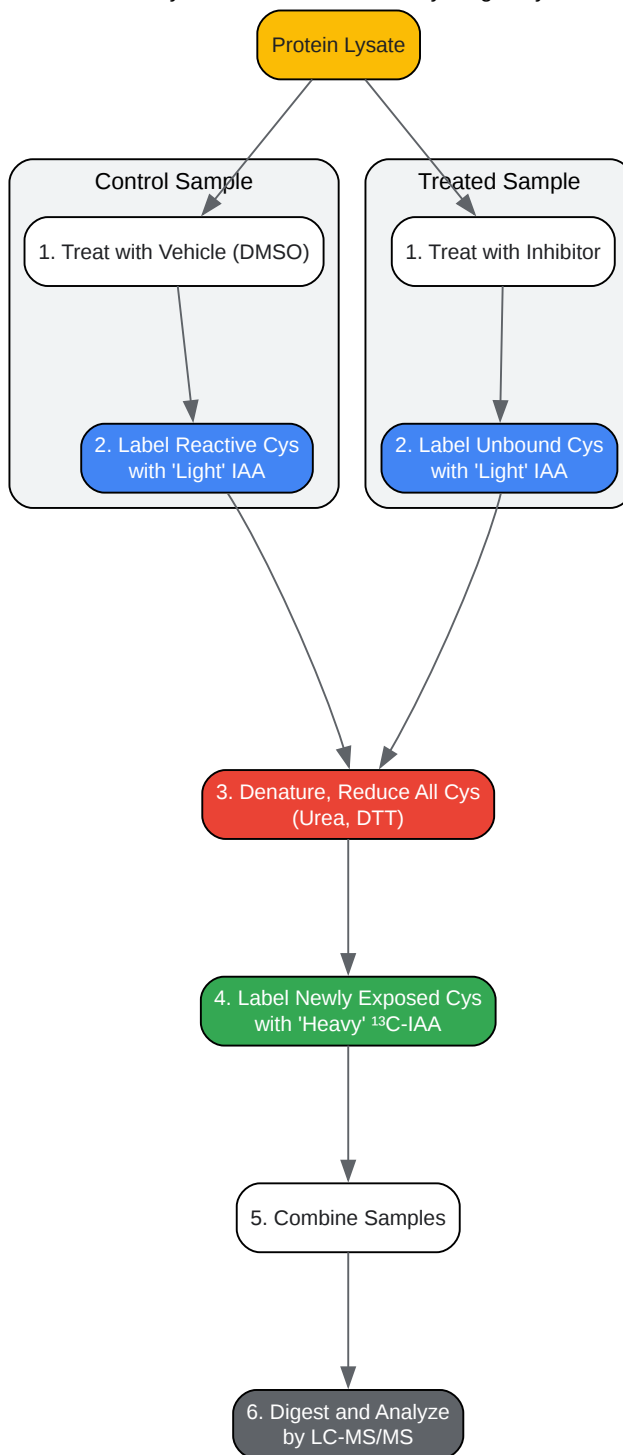 Protein Lysate
Control Sample
Treated Sample
1. Treat with Vehicle (DMSO)
1. Treat with Inhibitor
2. Label Reactive Cys
with 'Light' IAA
2. Label Unbound Cys
with 'Light' IAA
3. Denature, Reduce All Cys
(Urea, DTT)
4. Label Newly Exposed Cys
with 'Heavy' ¹³C-IAA
5. Combine Samples
6. Digest and Analyze
by LC-MS/MS